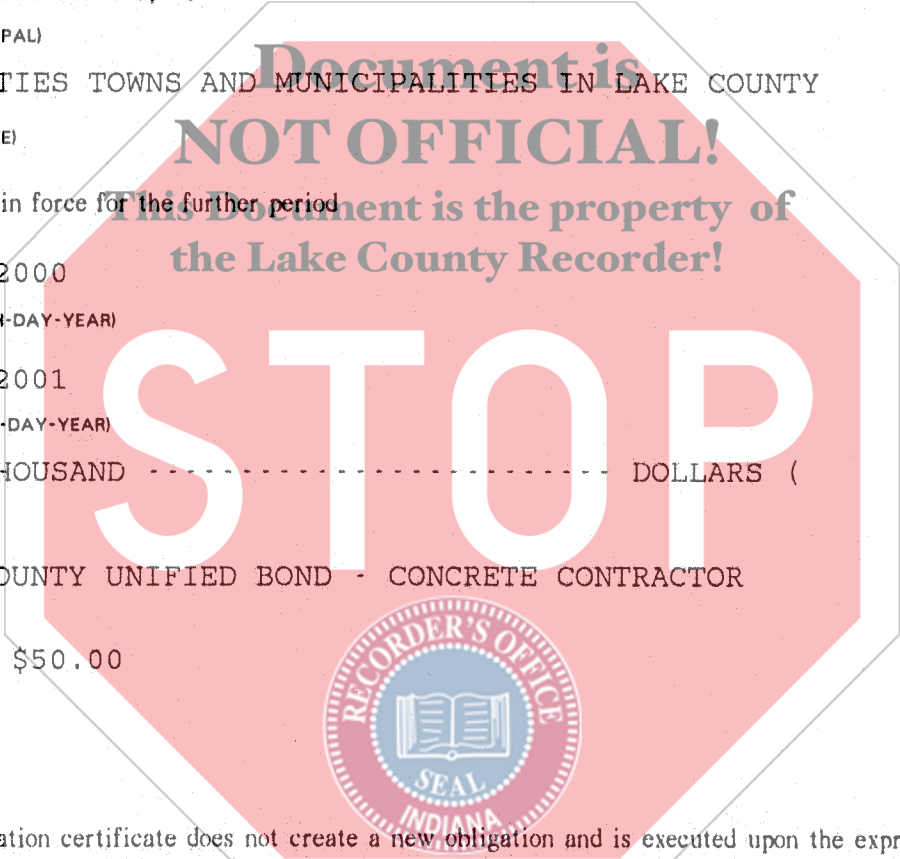 PAL)
Document is
TIES TOWNS AND MUNICIPALITIES IN LAKE COUNTY
NOT OFFICIAL!
E)
in force for the further period
This Document is the property of
the Lake County Recorder!
2000
-DAY-YEAR)
2001
-DAY-YEAR)
STOP
HOUSAND - - - - - - - - - - - - - - - - - - - - - - - - - - - DOLLARS (
OUNTY UNIFIED BOND - CONCRETE CONTRACTOR
RECORDER'S OFFICE
$50.00
SEAL
INDIANA
ation certificate does not create a new obligation and is executed upon the expr